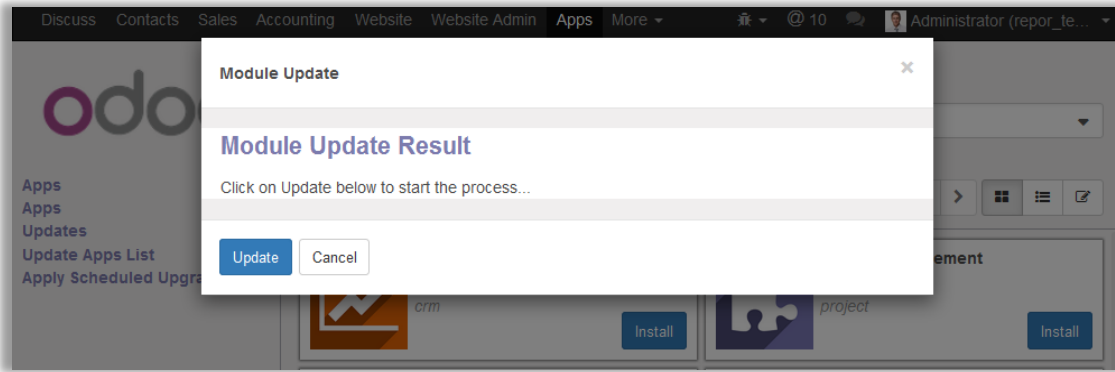 Discuss Contacts Sales Accounting Website Website Admin Apps More @ 10 Administrator (repor_te...
Module Update ×
odoo
Module Update Result
Click on Update below to start the process...
Apps
Apps
Updates
Update Apps List
Apply Scheduled Upgra
Update Cancel
ement
crm
project
Install
Install